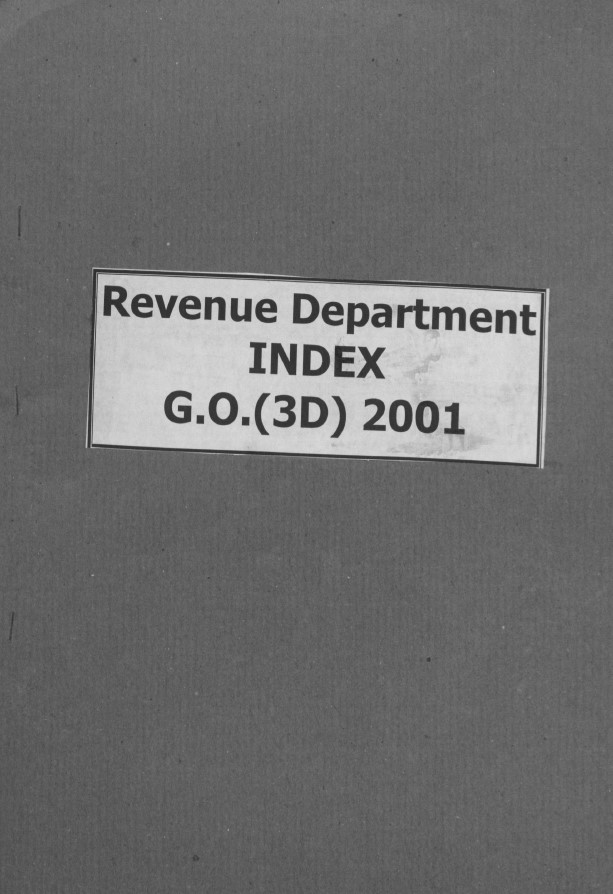 Revenue Department
INDEX
G.O.(3D) 2001